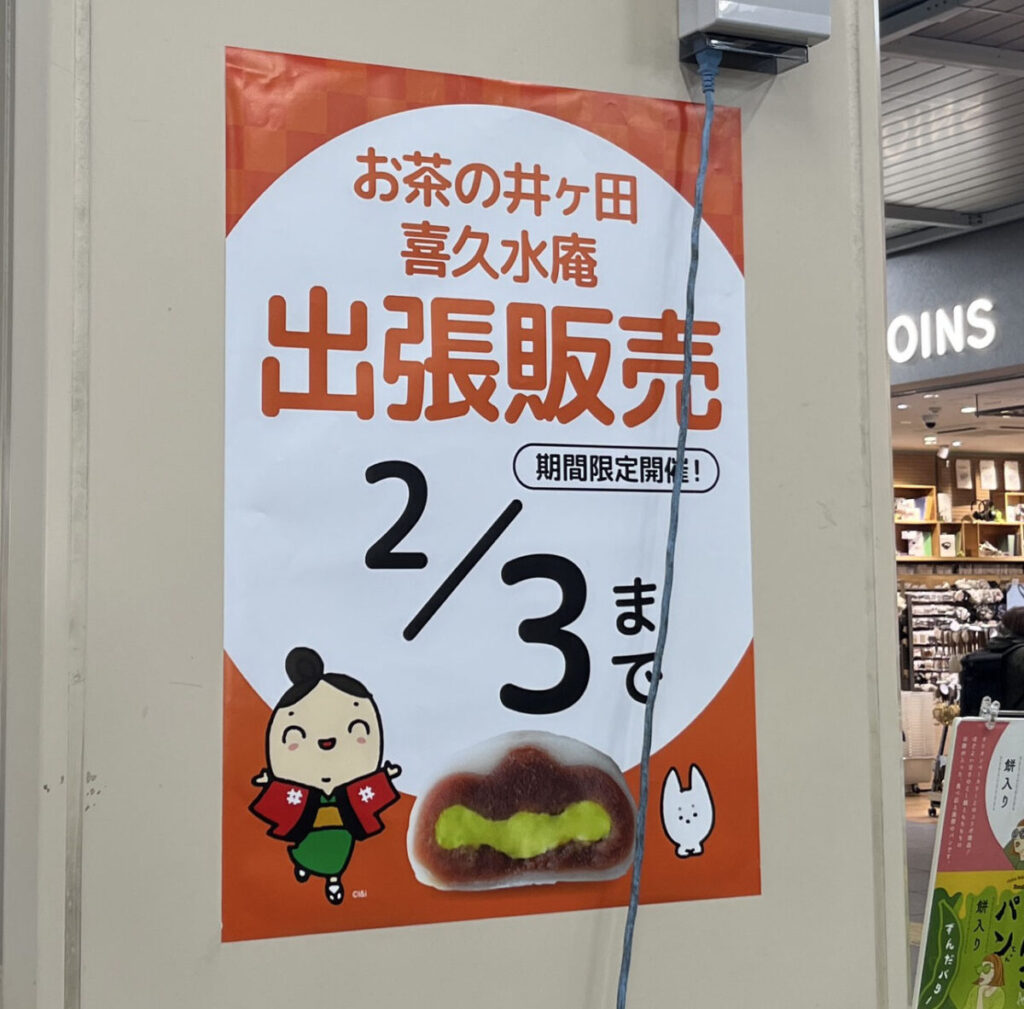 お茶の井ヶ田
喜久水庵
出張販売
期間限定開催!
2/3まで
OINS
餅入り
餅入り
ずんだバター
パン